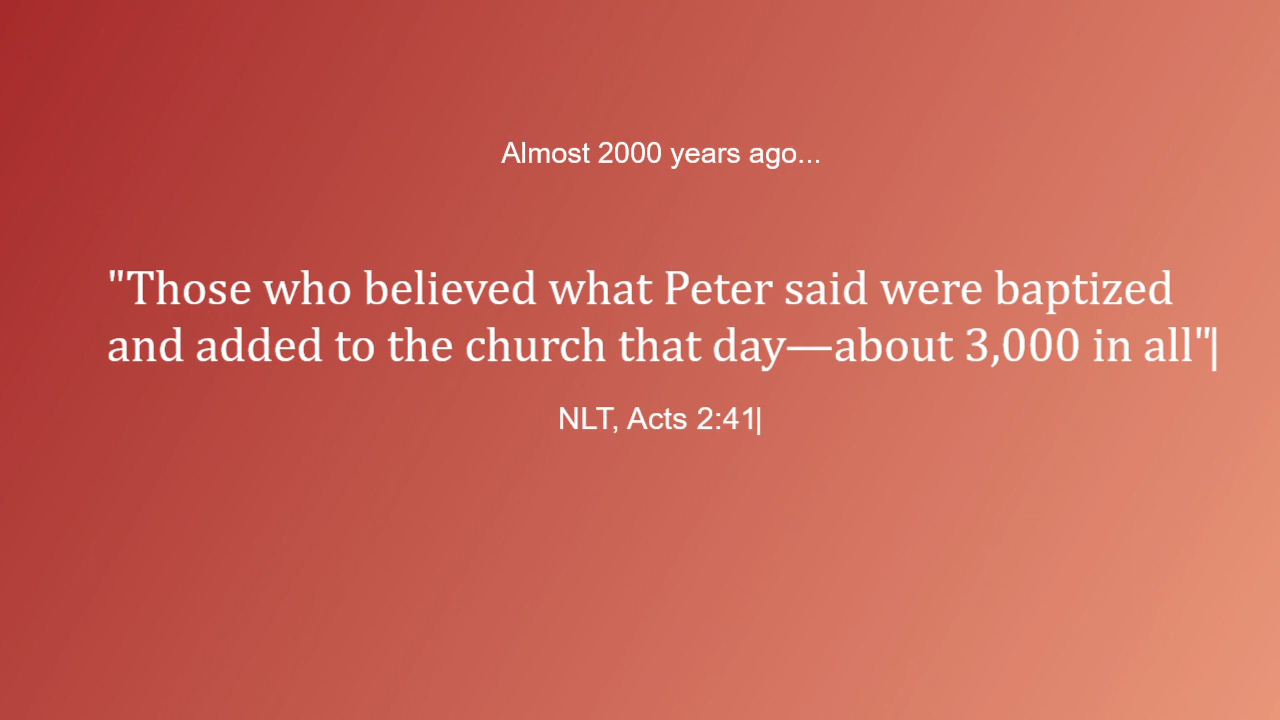 Almost 2000 years ago...
"Those who believed what Peter said were baptized
and added to the church that day—about 3,000 in all"|
NLT, Acts 2:41|